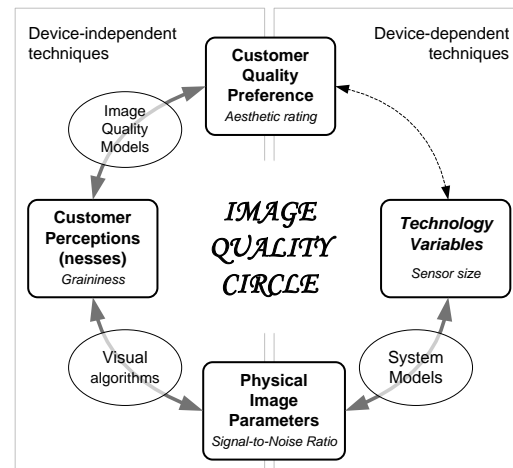 Device-independent
techniques
Device-dependent
techniques
Customer
Quality
Preference
Aesthetic rating
Image
Quality
Models
Customer
Perceptions
(nesses)
Graininess
IMAGE
QUALITY
CIRCLE
Technology
Variables
Sensor size
Visual
algorithms
System
Models
Physical
Image
Parameters
Signal-to-Noise Ratio